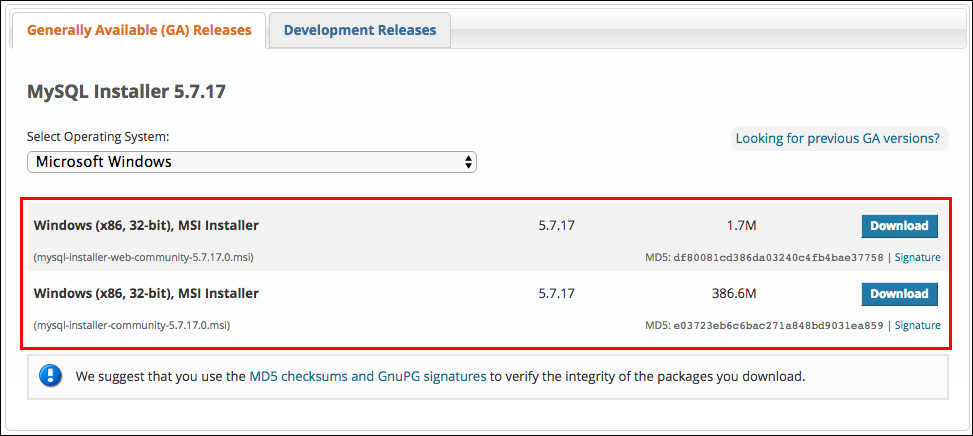 Generally Available (GA) Releases
Development Releases
MySQL Installer 5.7.17
Select Operating System:
Looking for previous GA versions?
Microsoft Windows
Windows (x86, 32-bit), MSI Installer 5.7.17 1.7M Download
(mysql-installer-web-community-5.7.17.0.msi) MD5: df80081cd386da03240c4fb4bae37758 | Signature
Windows (x86, 32-bit), MSI Installer 5.7.17 386.6M Download
(mysql-installer-community-5.7.17.0.msi) MD5: e03723eb6c6bac271a848bd9031ea859 | Signature
We suggest that you use the MD5 checksums and GnuPG signatures to verify the integrity of the packages you download.